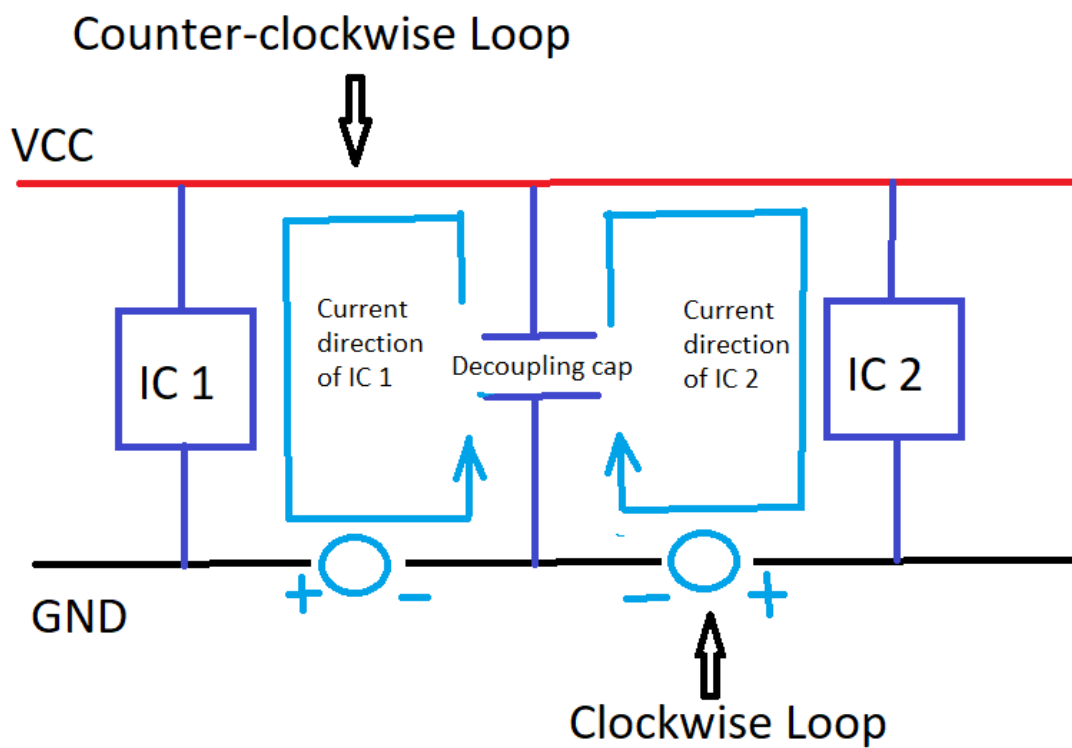 Counter-clockwise Loop
VCC
Current
direction
of IC 1
Current
direction
of IC 2
IC 1
Decoupling cap
IC 2
+ -
- +
GND
Clockwise Loop